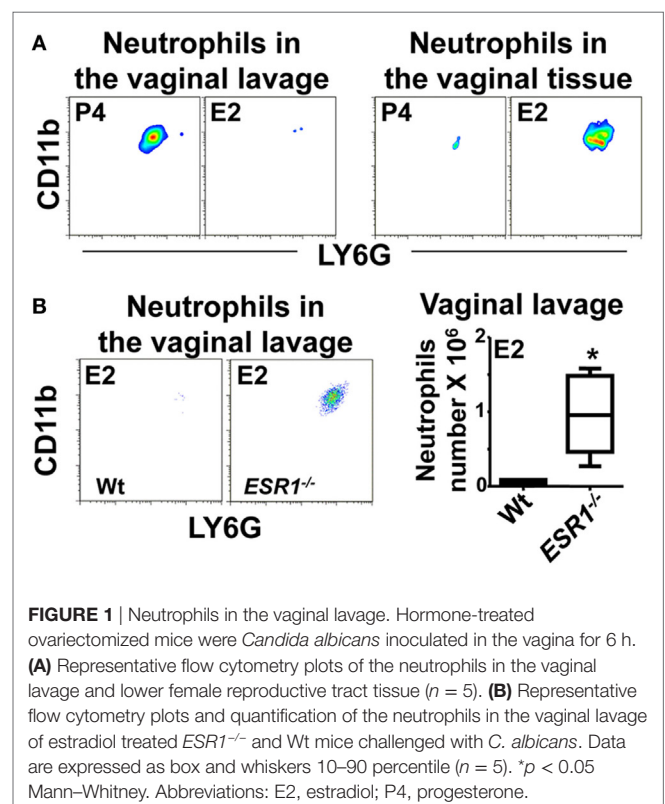 A
Neutrophils in
the vaginal lavage
Neutrophils in
the vaginal tissue
P4
E2
P4
E2
CD11b
LY6G
B
Neutrophils in
the vaginal lavage
E2
E2
CD11b
Wt
ESR1-/-
LY6G
Vaginal lavage
Neutrophils
number X 10⁶
2
1
0
E2
*
Wt
ESR1-/-
FIGURE 1 | Neutrophils in the vaginal lavage. Hormone-treated
ovariectomized mice were Candida albicans inoculated in the vagina for 6 h.
(A) Representative flow cytometry plots of the neutrophils in the vaginal
lavage and lower female reproductive tract tissue (n = 5). (B) Representative
flow cytometry plots and quantification of the neutrophils in the vaginal lavage
of estradiol treated ESR1−/− and Wt mice challenged with C. albicans. Data
are expressed as box and whiskers 10–90 percentile (n = 5). *p < 0.05
Mann–Whitney. Abbreviations: E2, estradiol; P4, progesterone.